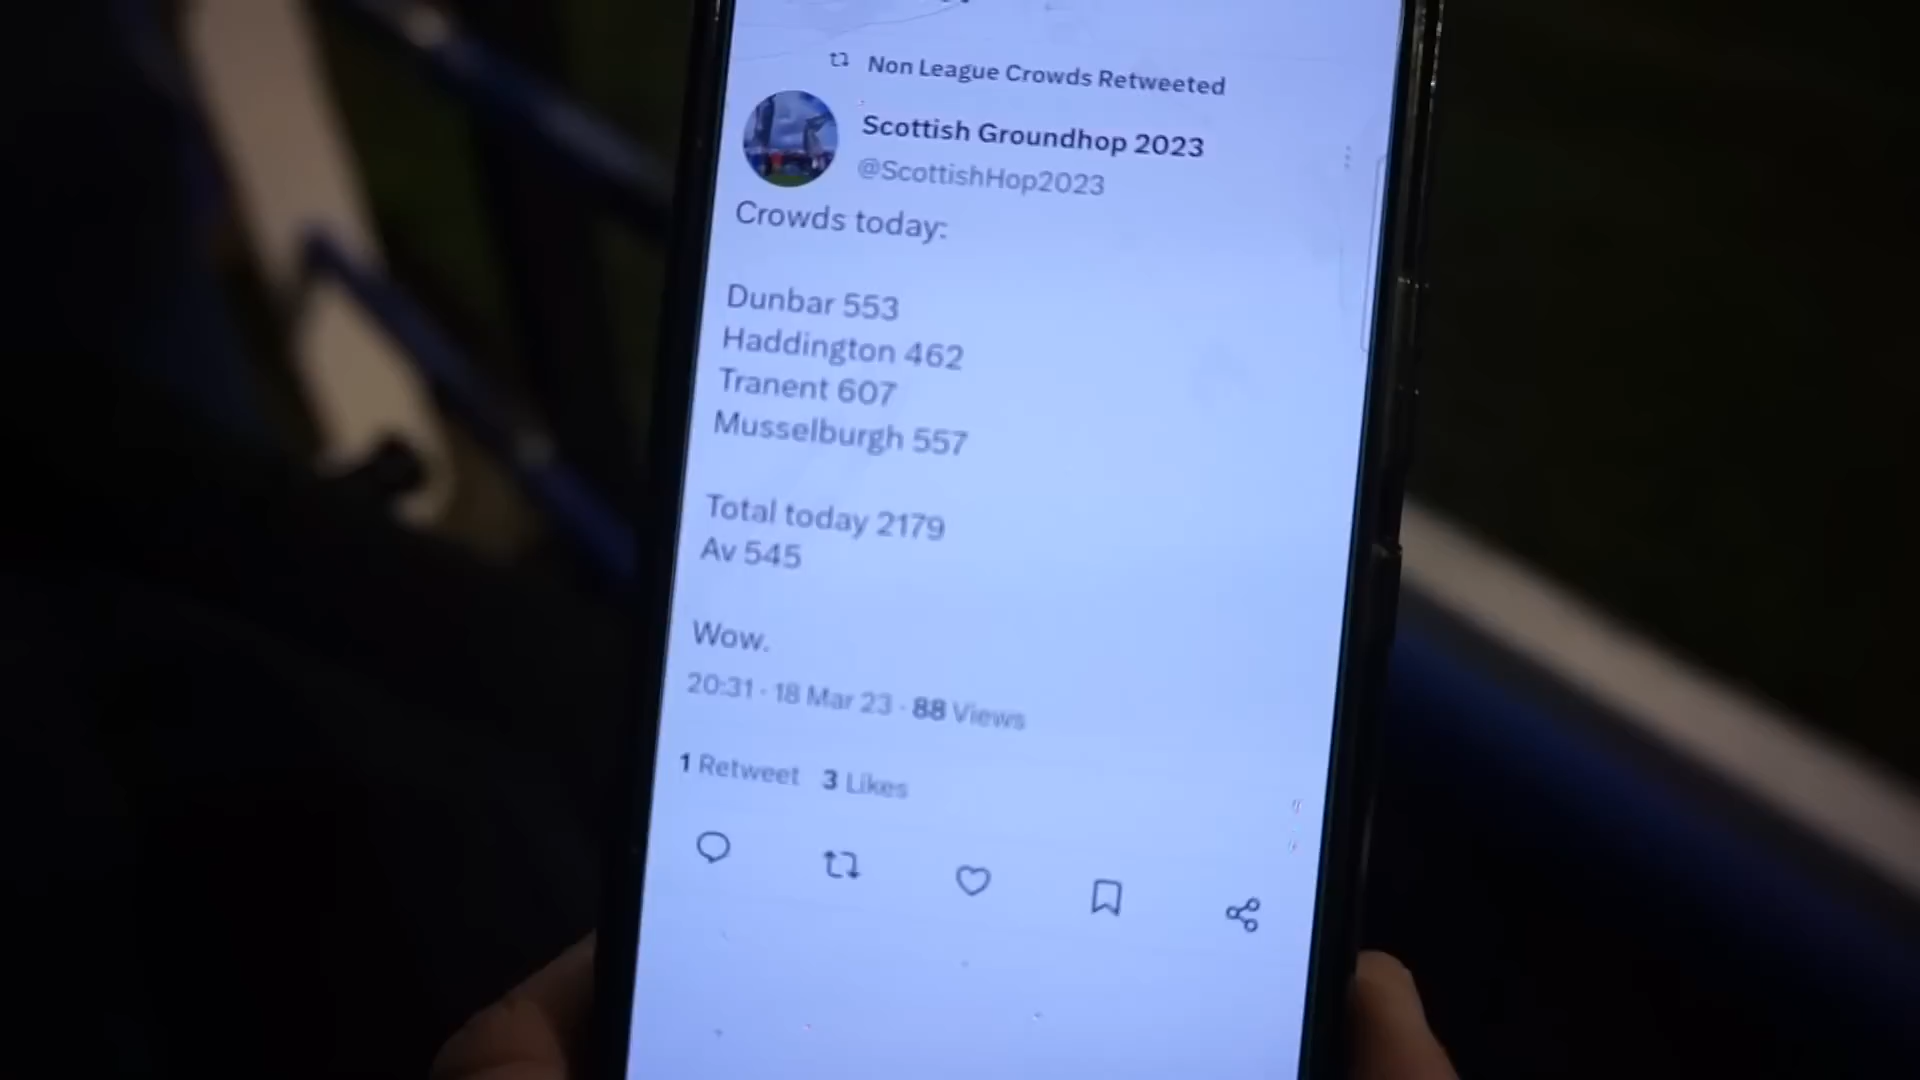 Non League Crowds Retweeted
Scottish Groundhop 2023
@ScottishHop2023
Crowds today:
Dunbar 553
Haddington 462
Tranent 607
Musselburgh 557
Total today 2179
Av 545
Wow.
20:31 · 18 Mar 23 · 88 Views
1 Retweet 3 Likes